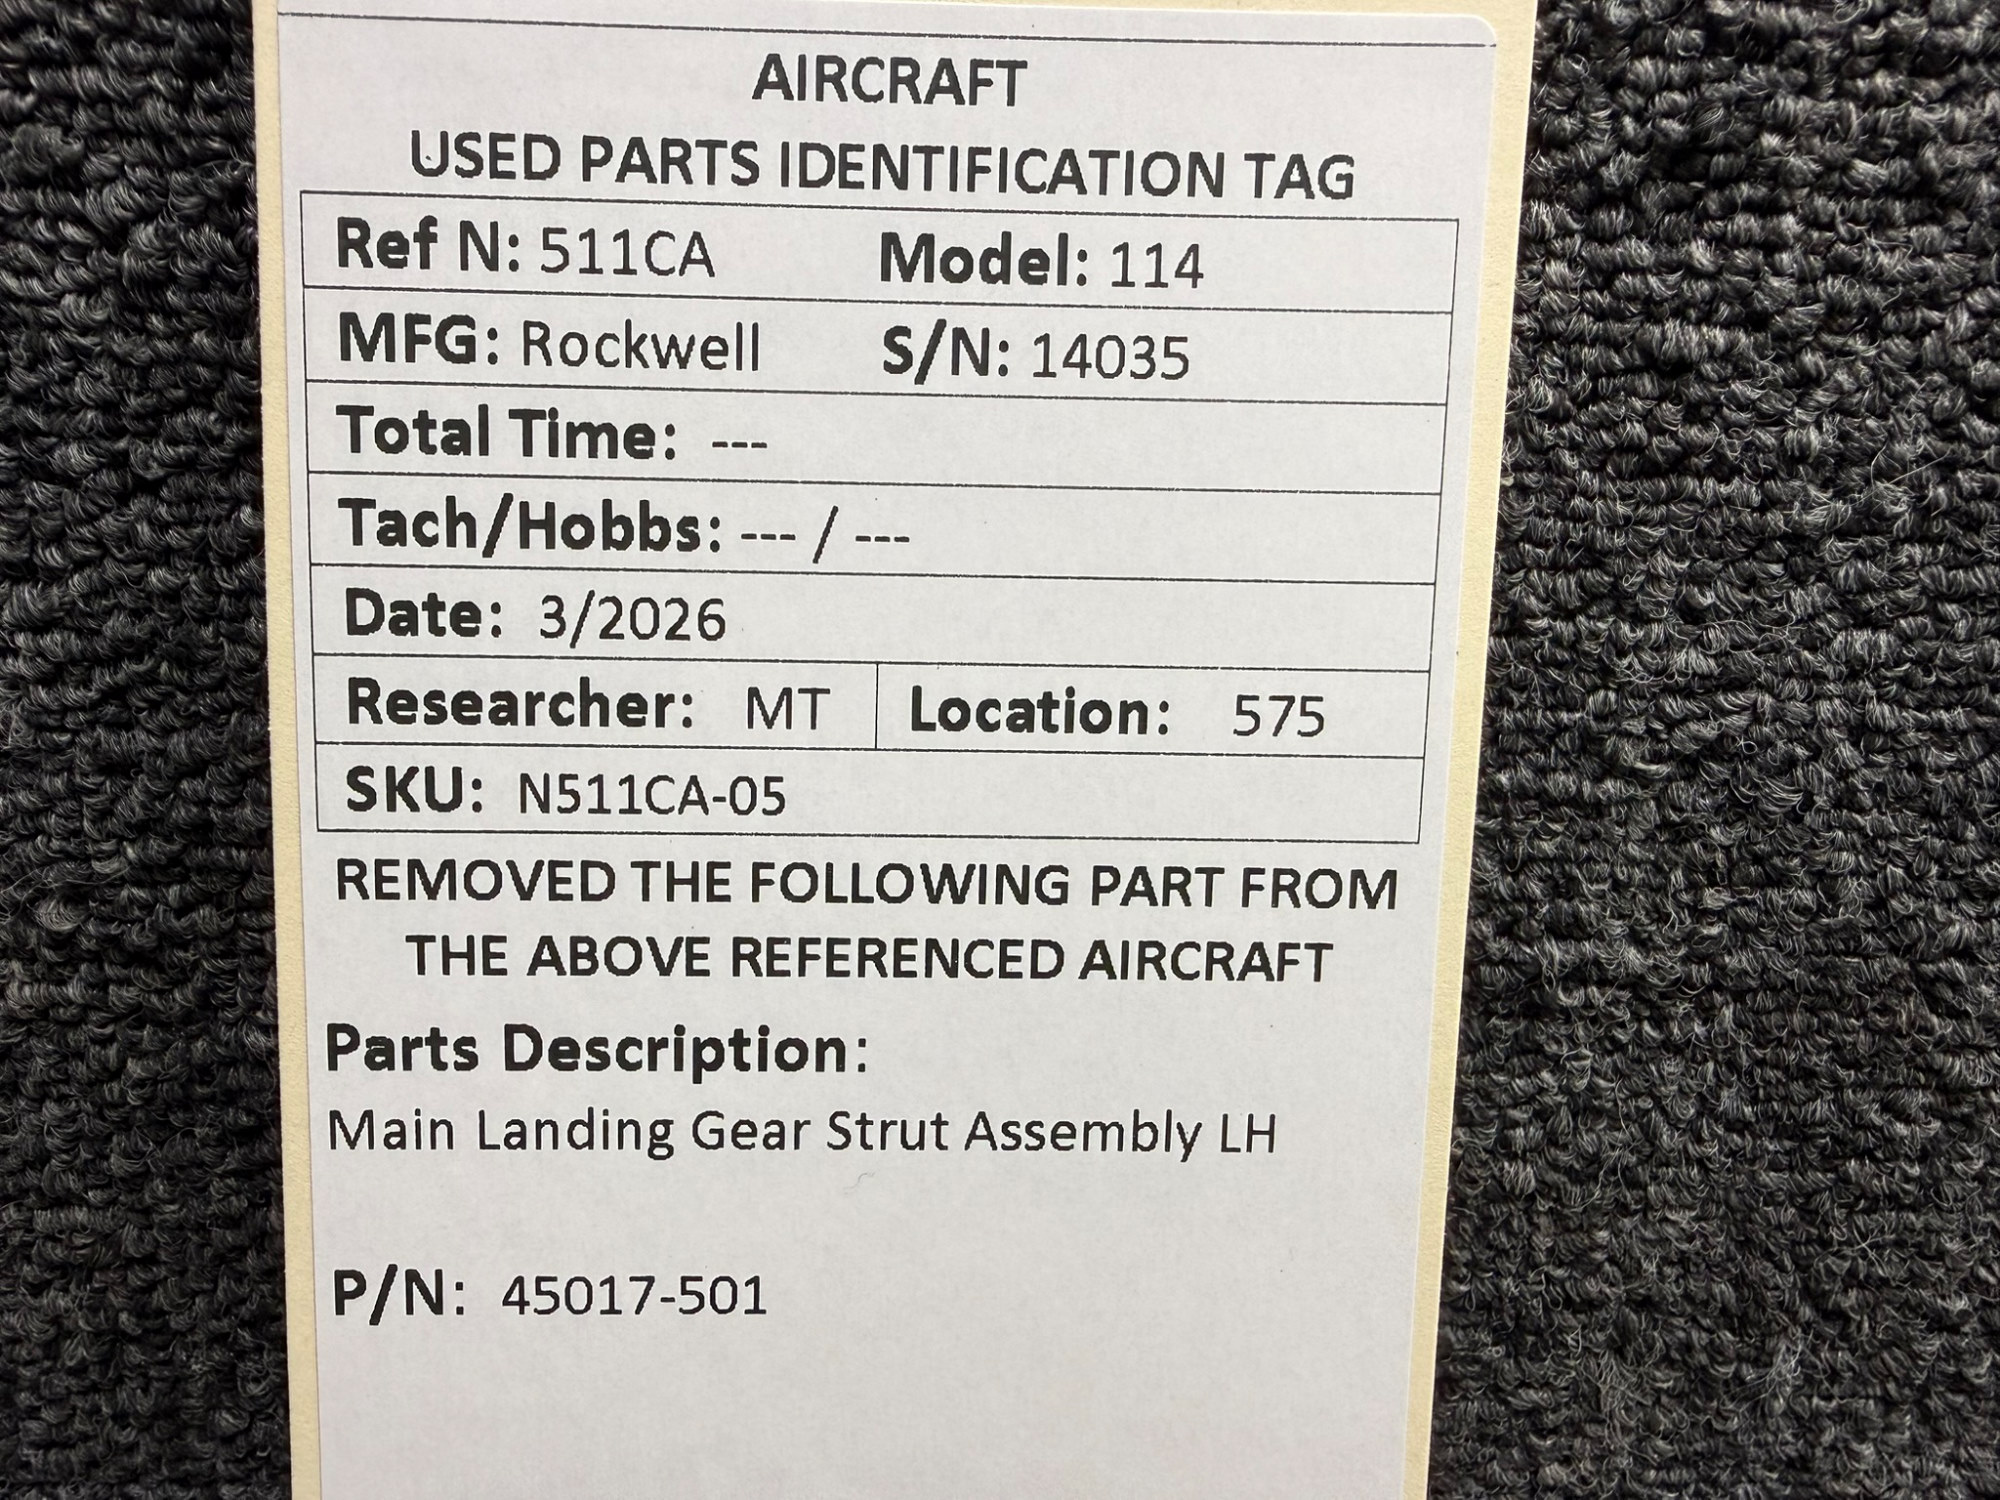 AIRCRAFT
USED PARTS IDENTIFICATION TAG
Ref N: 511CA Model: 114
MFG: Rockwell S/N: 14035
Total Time: ---
Tach/Hobbs: --- / ---
Date: 3/2026
Researcher: MT Location: 575
SKU: N511CA-05
REMOVED THE FOLLOWING PART FROM
THE ABOVE REFERENCED AIRCRAFT
Parts Description:
Main Landing Gear Strut Assembly LH
P/N: 45017-501